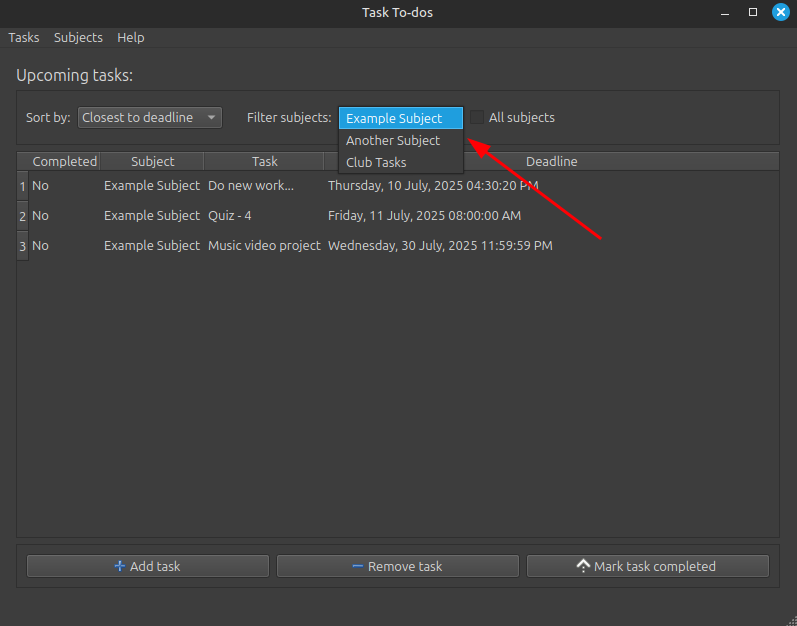 Task To-dos
Tasks Subjects Help
Upcoming tasks:
Sort by: Closest to deadline Filter subjects: Example Subject All subjects
Another Subject
Club Tasks
Completed Subject Task Deadline
1 No Example Subject Do new work... Thursday, 10 July, 2025 04:30:20 PM
2 No Example Subject Quiz - 4 Friday, 11 July, 2025 08:00:00 AM
3 No Example Subject Music video project Wednesday, 30 July, 2025 11:59:59 PM
Add task Remove task Mark task completed